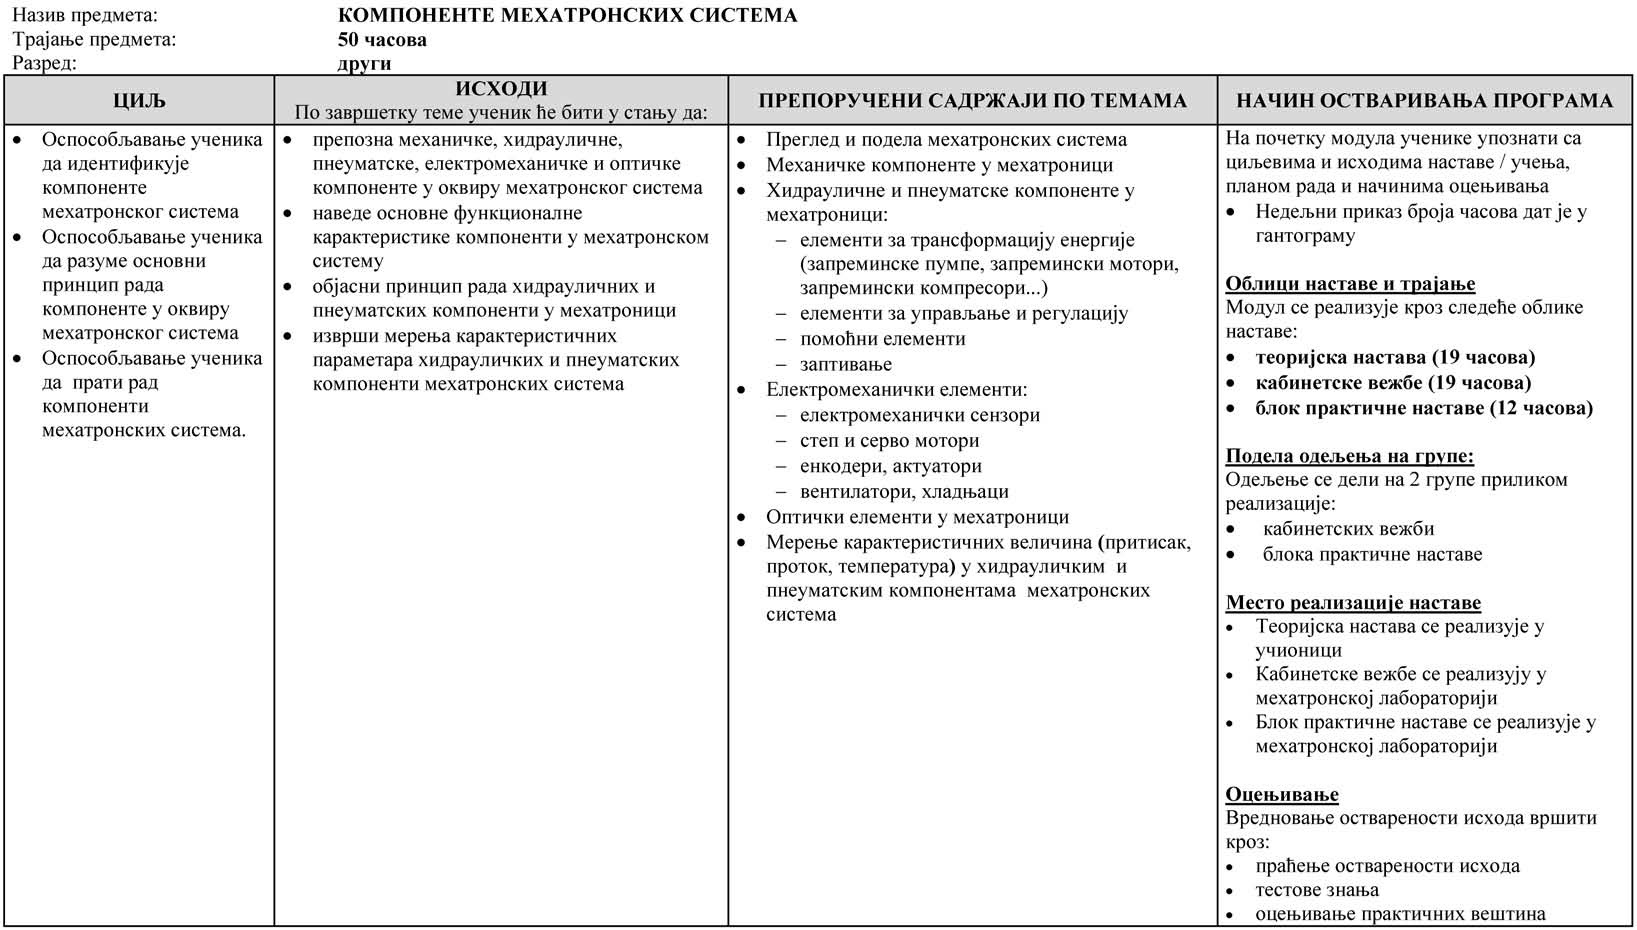 Назив предмета: КОМПОНЕНТЕ МЕХАТРОНСКИХ СИСТЕМА
Трајање предмета: 50 часова
Разред: други
ЦИЉ
ИСХОДИ
По завршетку теме ученик ће бити у стању да:
ПРЕПОРУЧЕНИ САДРЖАЈИ ПО ТЕМАМА
НАЧИН ОСТВАРИВАЊА ПРОГРАМА
• Оспособљавање ученика
да идентификује
компоненте
мехатронског система
• Оспособљавање ученика
да разуме основни
принцип рада
компоненте у оквиру
мехатронског система
• Оспособљавање ученика
да прати рад
компоненти
мехатронских система.
• препозна механичке, хидрауличне,
пнеуматске, електромеханичке и оптичке
компоненте у оквиру мехатронског система
• наведе основне функционалне
карактеристике компоненти у мехатронском
систему
• објасни принцип рада хидрауличних и
пнеуматских компоненти у мехатроници
• изврши мерења карактеристичних
параметара хидрауличких и пнеуматских
компоненти мехатронских система
• Преглед и подела мехатронских система
• Механичке компоненте у мехатроници
• Хидрауличне и пнеуматске компоненте у
мехатроници:
– елементи за трансформацију енергије
(запреминске пумпе, запремински мотори,
запремински компресори...)
– елементи за управљање и регулацију
– помоћни елементи
– заптивање
• Електромеханички елементи:
– електромеханички сензори
– степ и серво мотори
– енкодери, актуатори
– вентилатори, хладњаци
• Оптички елементи у мехатроници
• Мерење карактеристичних величина (притисак,
проток, температура) у хидрауличким и
пнеуматским компонентама мехатронских
система
На почетку модула ученике упознати са
циљевима и исходима наставе / учења,
планом рада и начинима оцењивања
• Недељни приказ броја часова дат је у
гантограму
Облици наставе и трајање
Модул се реализује кроз следеће облике
наставе:
• теоријска настава (19 часова)
• кабинетске вежбе (19 часова)
• блок практичне наставе (12 часова)
Подела одељења на групе:
Одељење се дели на 2 групе приликом
реализације:
• кабинетских вежби
• блока практичне наставе
Место реализације наставе
• Теоријска настава се реализује у
учионици
• Кабинетске вежбе се реализују у
мехатронској лабораторији
• Блок практичне наставе се реализује у
мехатронској лабораторији
Оцењивање
Вредновање остварености исхода вршити
кроз:
• праћење остварености исхода
• тестове знања
• оцењивање практичних вештина